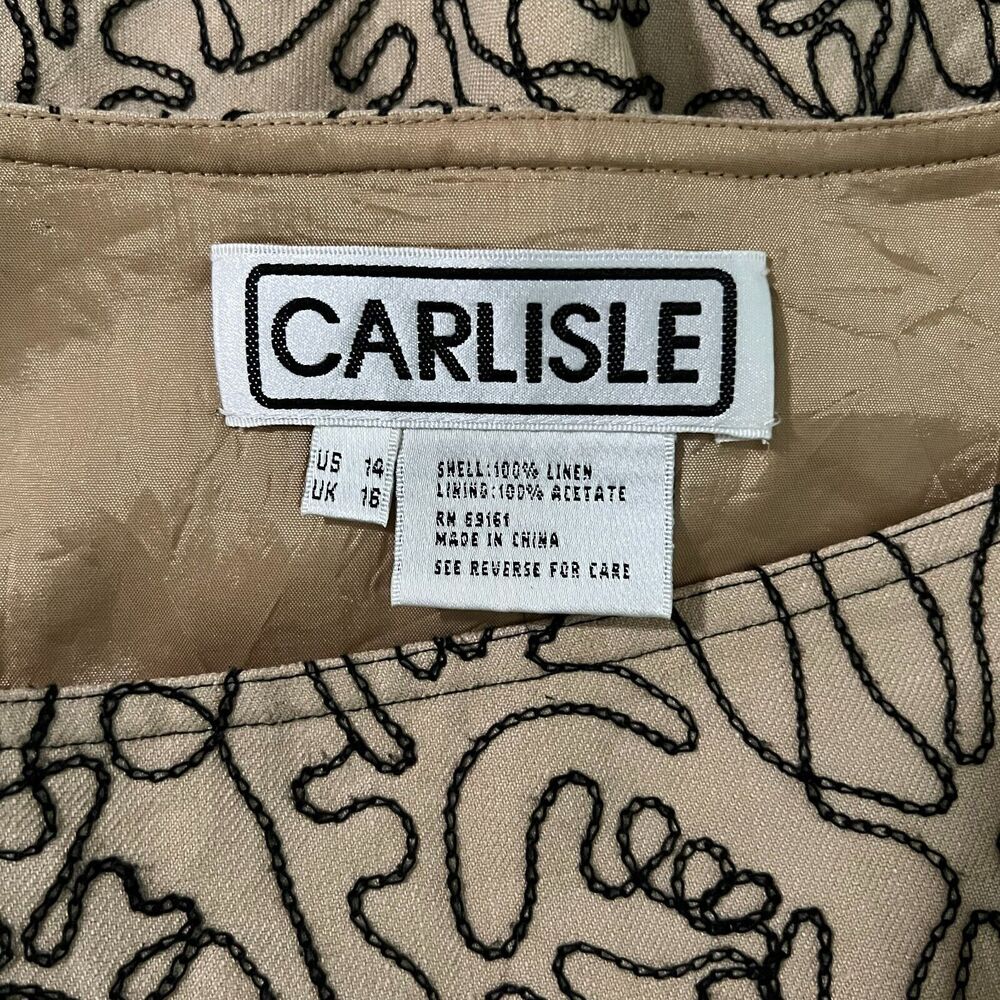 CARLISLE
US 14
UK 16
SHELL:100% LINEN
LINING:100% ACETATE
RN 69161
MADE IN CHINA
SEE REVERSE FOR CARE